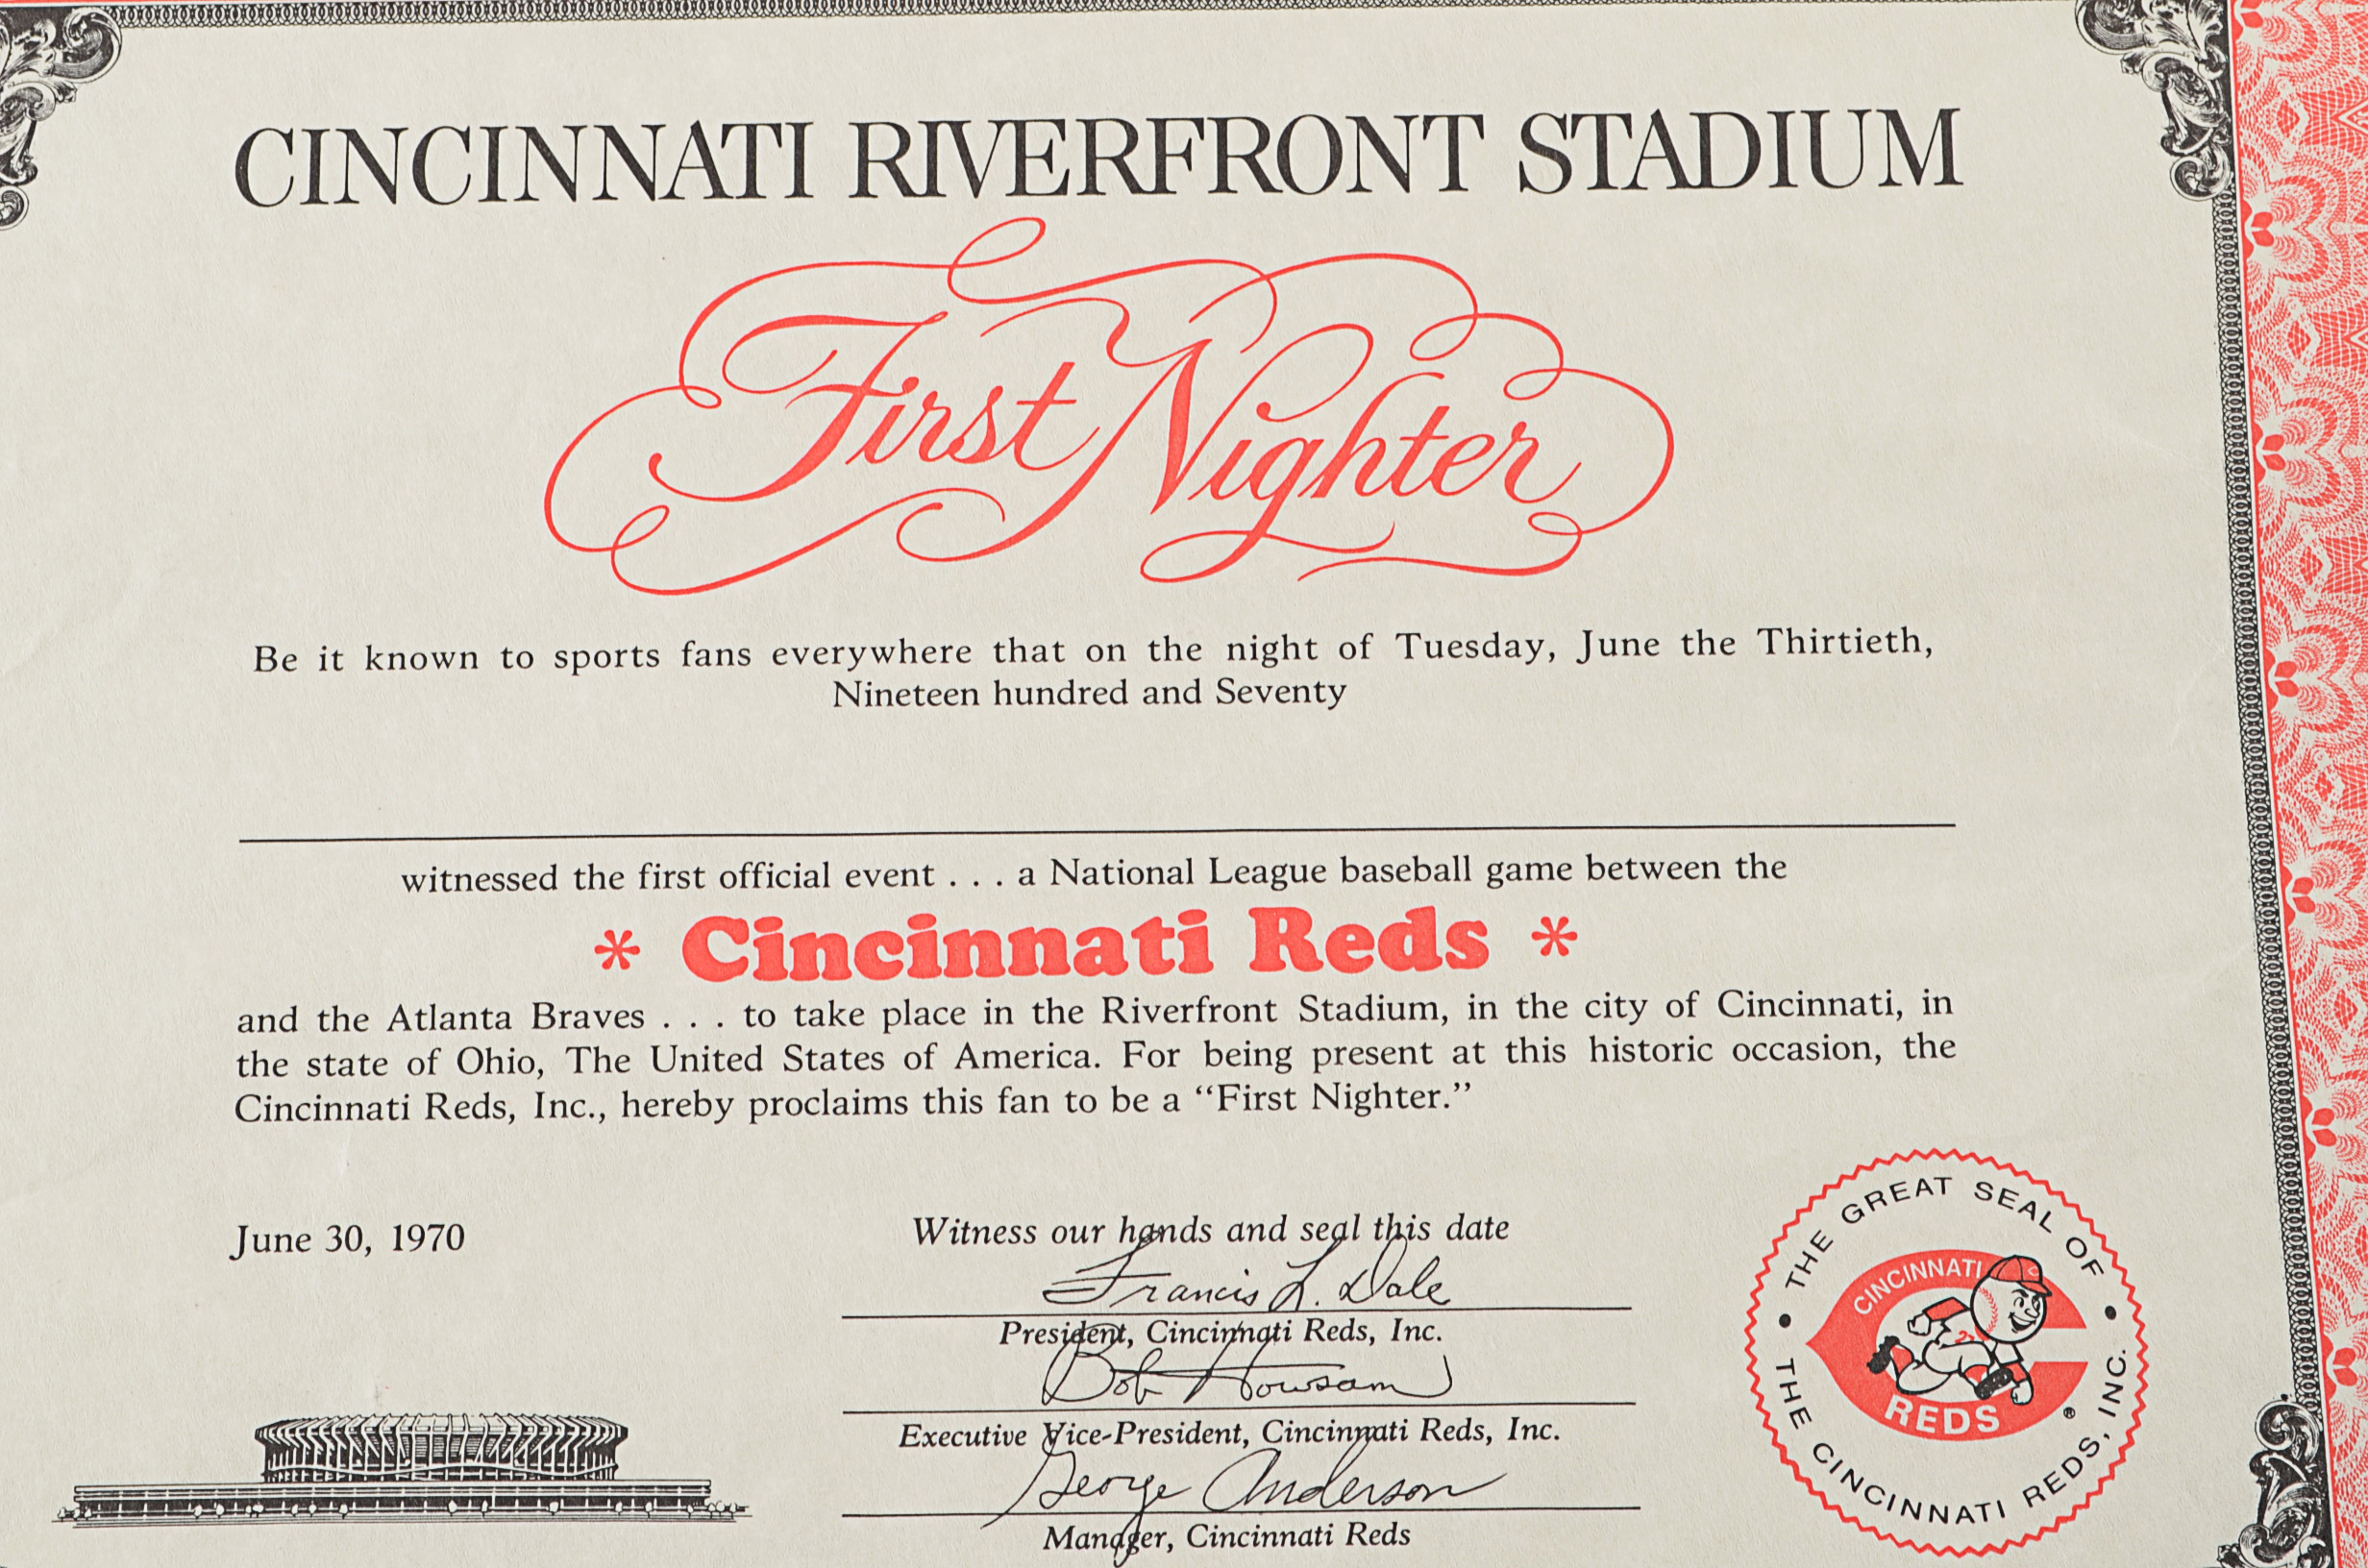 CINCINNATI RIVERFRONT STADIUM
First Nighter
Be it known to sports fans everywhere that on the night of Tuesday, June the Thirtieth,
Nineteen hundred and Seventy
witnessed the first official event . . . a National League baseball game between the
* Cincinnati Reds *
and the Atlanta Braves . . . to take place in the Riverfront Stadium, in the city of Cincinnati, in
the state of Ohio, The United States of America. For being present at this historic occasion, the
Cincinnati Reds, Inc., hereby proclaims this fan to be a “First Nighter.”
June 30, 1970
Witness our hands and seal this date
Francis L. Dale
President, Cincinnati Reds, Inc.
Bob Howsam
Executive Vice-President, Cincinnati Reds, Inc.
George Anderson
Manager, Cincinnati Reds
• THE GREAT SEAL OF •
THE CINCINNATI REDS, INC.
CINCINNATI
REDS
®